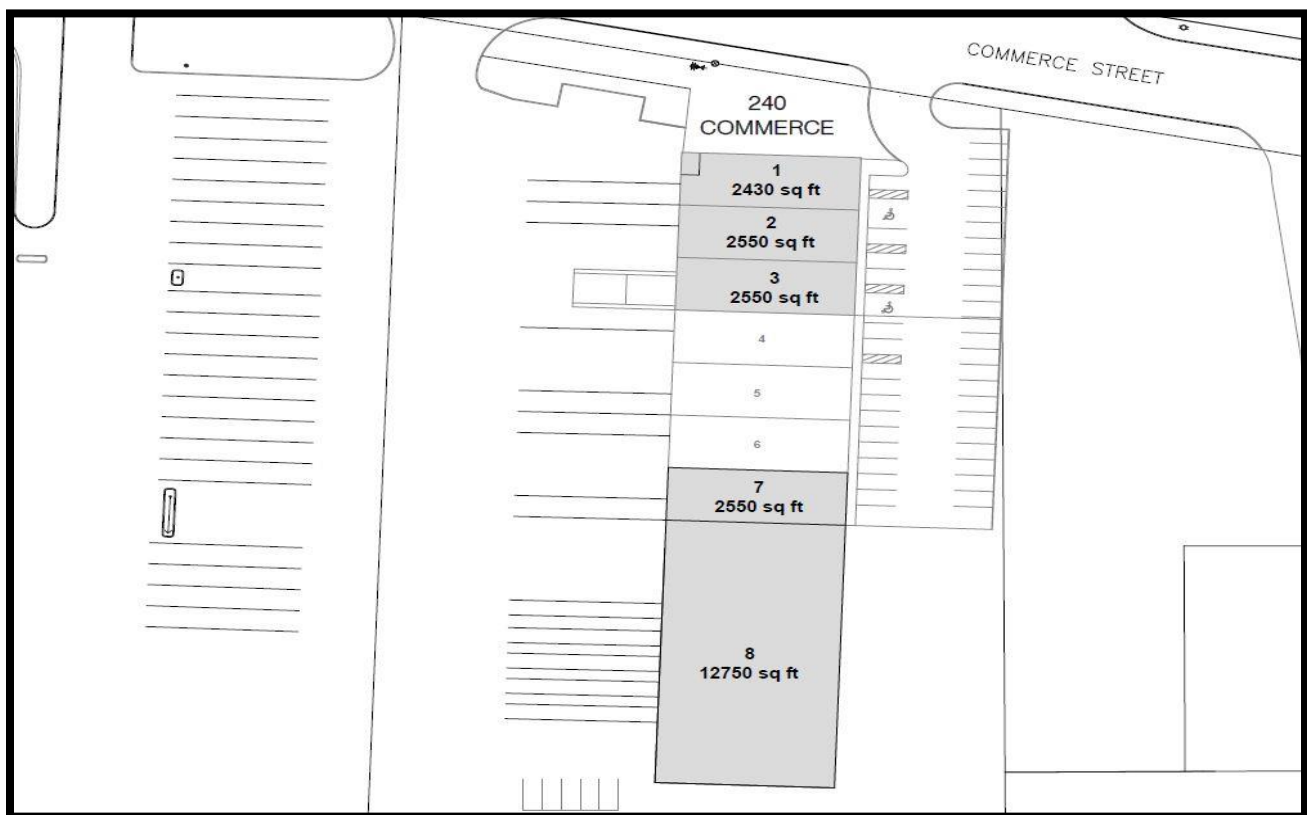 COMMERCE STREET
240
COMMERCE
1
2430 sq ft
2
2550 sq ft
3
2550 sq ft
4
5
6
7
2550 sq ft
8
12750 sq ft